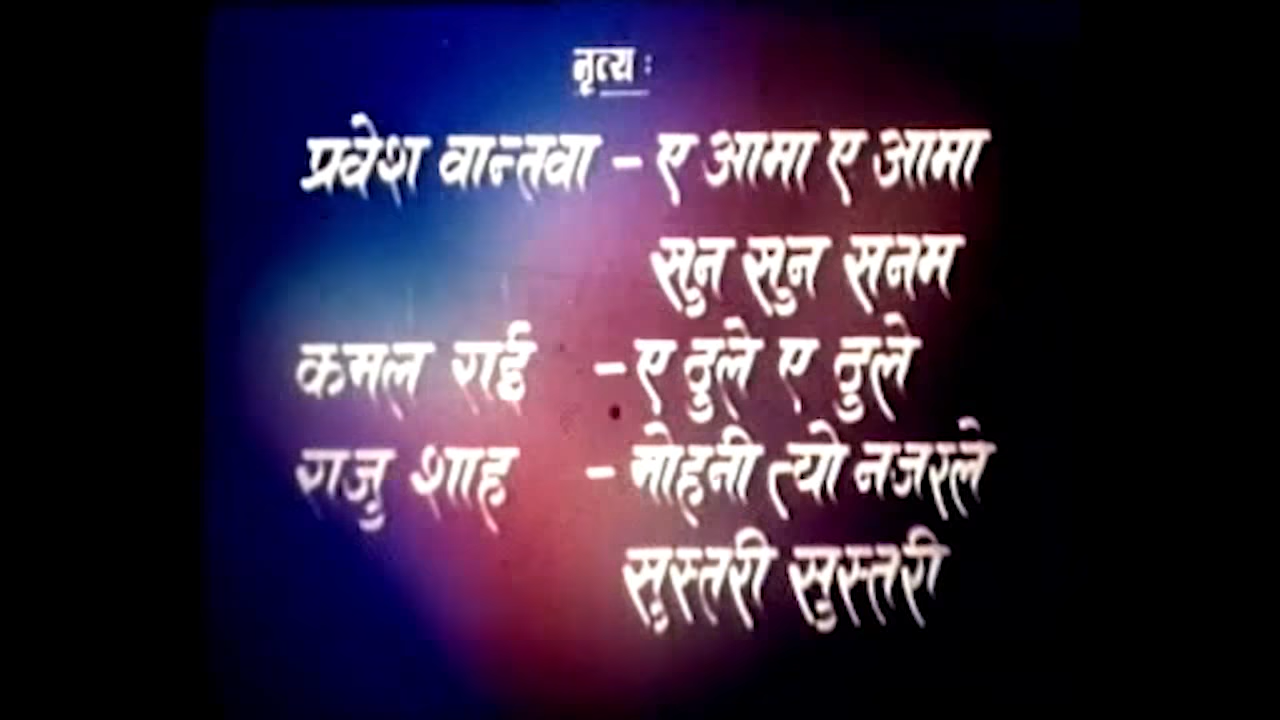 नृत्य :
प्रवेश वान्तवा - ए आमा ए आमा
सुन सुन सनम
कमल राई - ए ठुले ए ठुले
राजु शाह - मोहनी त्यो नजरले
सुस्तरी सुस्तरी